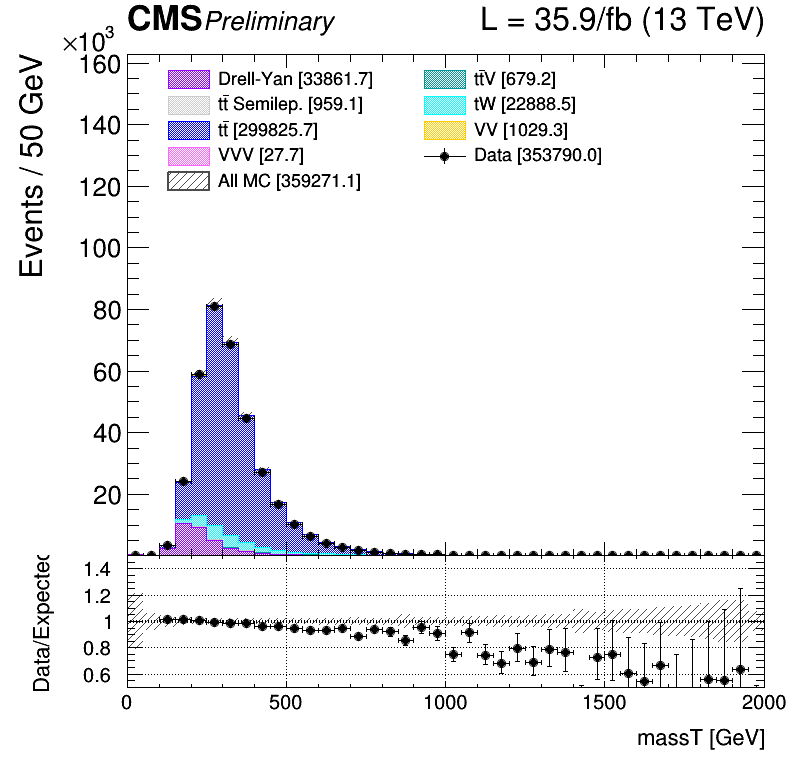 CMS Preliminary L = 35.9/fb (13 TeV)
×10³
Events / 50 GeV
160
140
120
100
80
60
40
20
Drell-Yan [33861.7]
tt̄ Semilep. [959.1]
tt̄ [299825.7]
VVV [27.7]
All MC [359271.1]
tt̄V [679.2]
tW [22888.5]
VV [1029.3]
Data [353790.0]
Data/Expected
1.4
1.2
1
0.8
0.6
0 500 1000 1500 2000
massT [GeV]